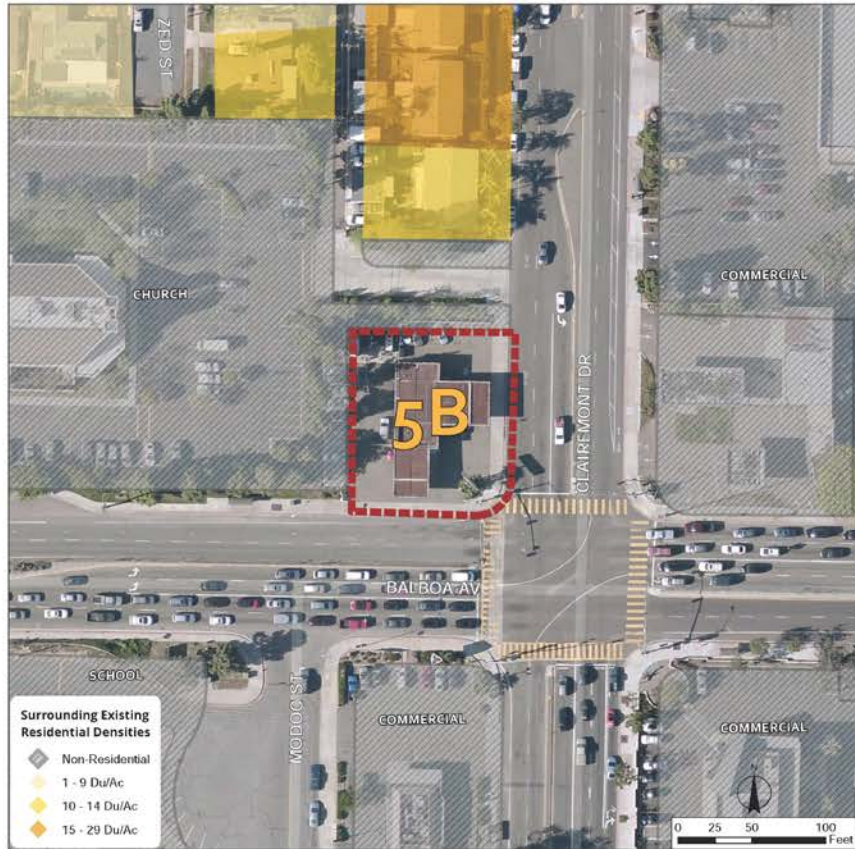 ZED ST
CHURCH
COMMERCIAL
5B
CLAIREMONT DR
BALBOA AV
SCHOOL
MODOC ST
COMMERCIAL
COMMERCIAL
Surrounding Existing
Residential Densities
Non-Residential
1 - 9 Du/Ac
10 - 14 Du/Ac
15 - 29 Du/Ac
N
0 25 50 100
Feet